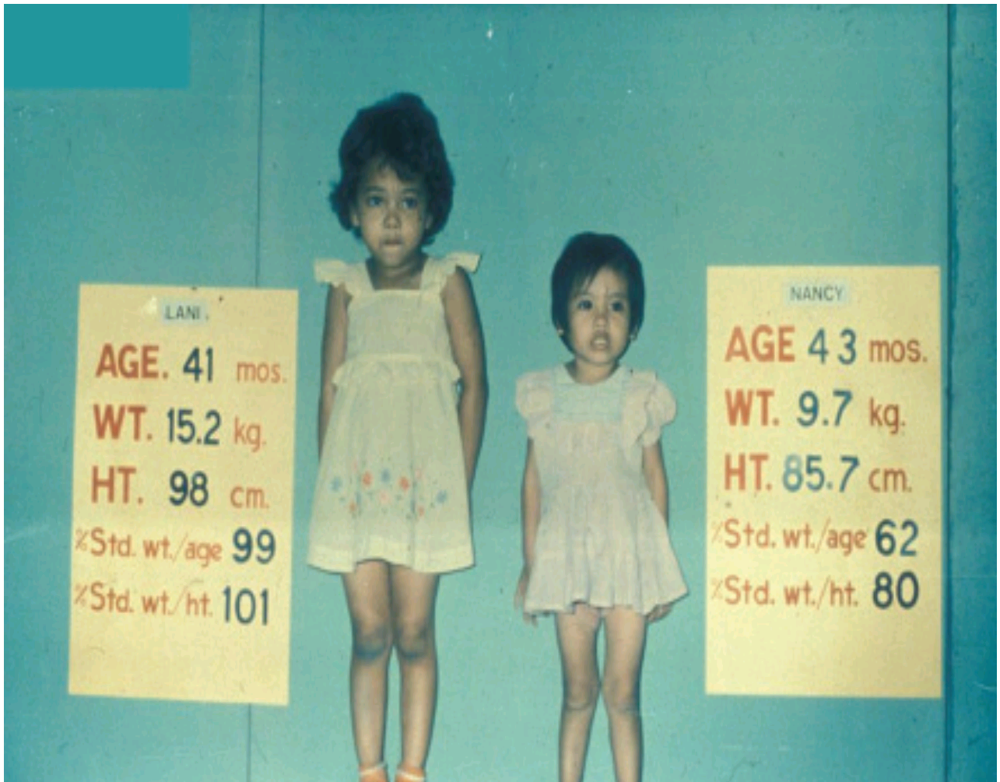 LANI.
AGE. 41 mos.
WT. 15.2 kg.
HT. 98 cm.
% Std. wt./age 99
% Std. wt./ht. 101
NANCY
AGE 43 mos.
WT. 9.7 kg.
HT. 85.7 cm.
% Std. wt./age 62
% Std. wt./ht. 80